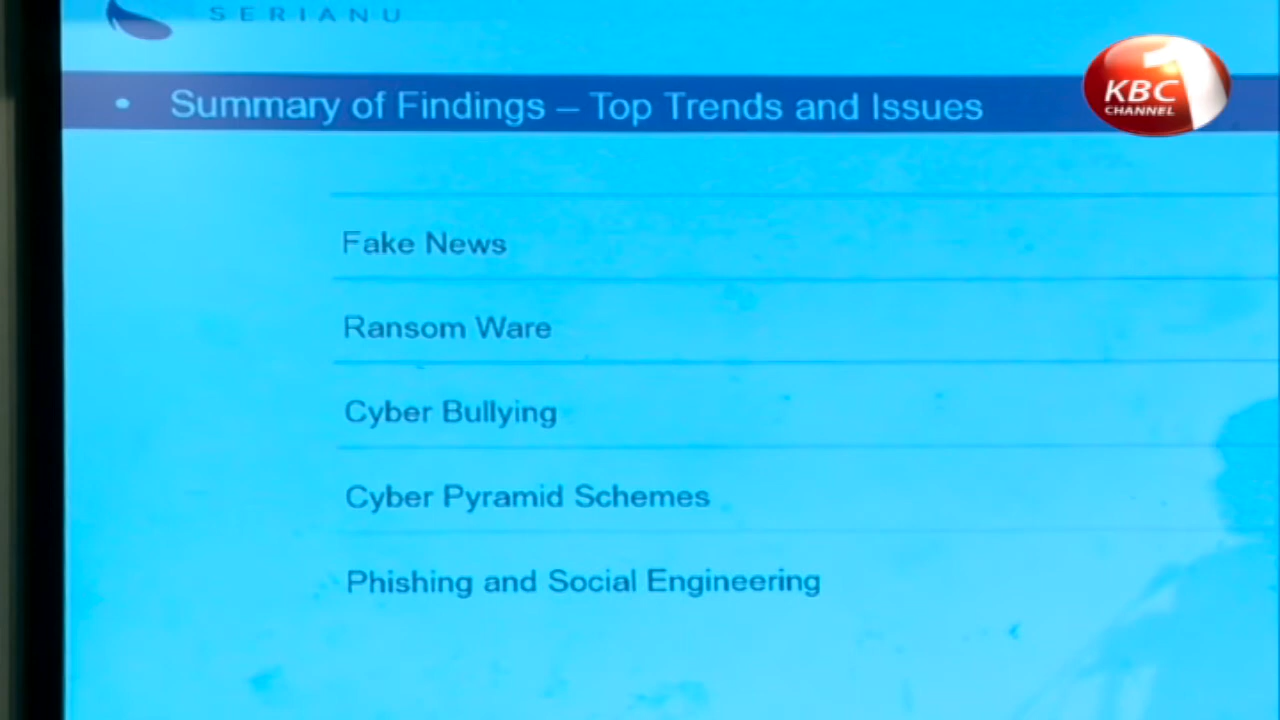 SERIANU
• Summary of Findings – Top Trends and Issues
KBC 1
CHANNEL
Fake News
Ransom Ware
Cyber Bullying
Cyber Pyramid Schemes
Phishing and Social Engineering